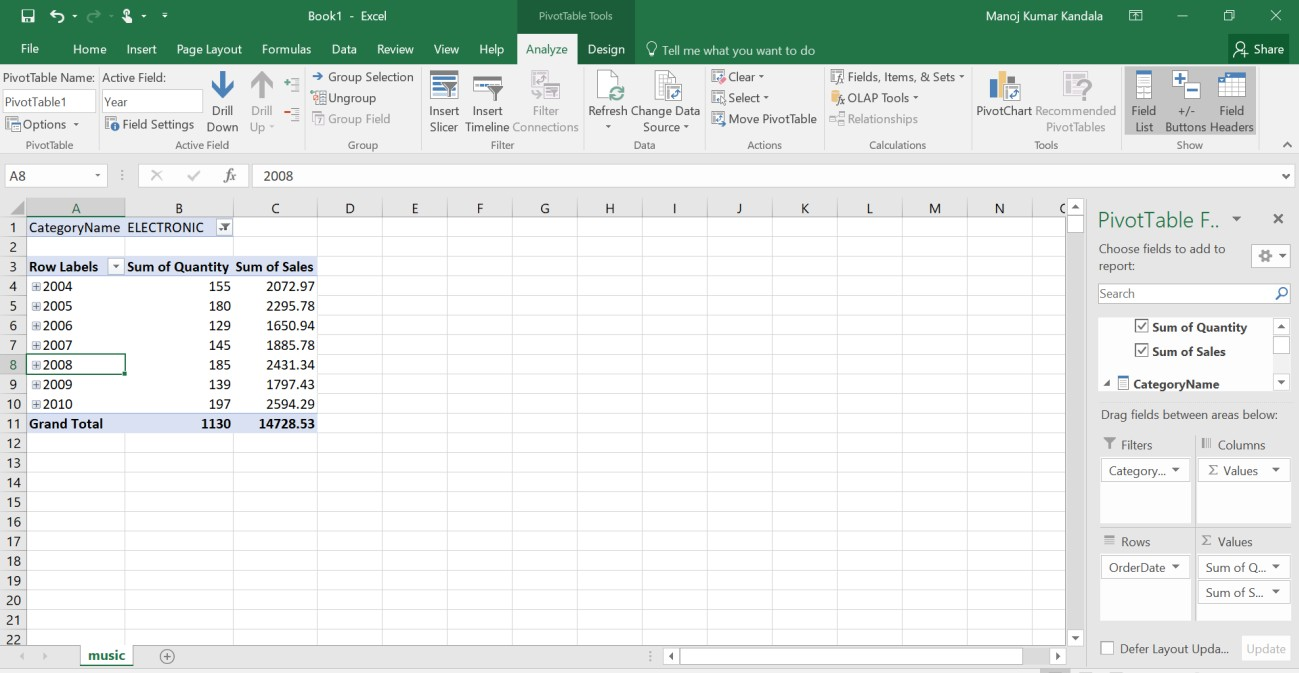 Book1 - Excel
PivotTable Tools
Manoj Kumar Kandala
File Home Insert Page Layout Formulas Data Review View Help Analyze Design Tell me what you want to do Share
PivotTable Name:
PivotTable1
Options
PivotTable
Active Field:
Year
Field Settings
Drill Down
Drill Up
Active Field
Group Selection
Ungroup
Group Field
Group
Insert Slicer
Insert Timeline
Filter Connections
Filter
Refresh
Change Data Source
Data
Clear
Select
Move PivotTable
Actions
Fields, Items, & Sets
OLAP Tools
Relationships
Calculations
PivotChart
Recommended PivotTables
Tools
Field List
+/- Buttons
Field Headers
Show
A8 fx 2008
A B C D E F G H I J K L M N
1 CategoryName ELECTRONIC
2
3 Row Labels Sum of Quantity Sum of Sales
4 2004 155 2072.97
5 2005 180 2295.78
6 2006 129 1650.94
7 2007 145 1885.78
8 2008 185 2431.34
9 2009 139 1797.43
10 2010 197 2594.29
11 Grand Total 1130 14728.53
12
13
14
15
16
17
18
19
20
21
22
music
PivotTable F..
Choose fields to add to
report:
Search
Sum of Quantity
Sum of Sales
CategoryName
Drag fields between areas below:
Filters
Category...
Columns
Σ Values
Rows
OrderDate
Σ Values
Sum of Q...
Sum of S...
Defer Layout Upda... Update